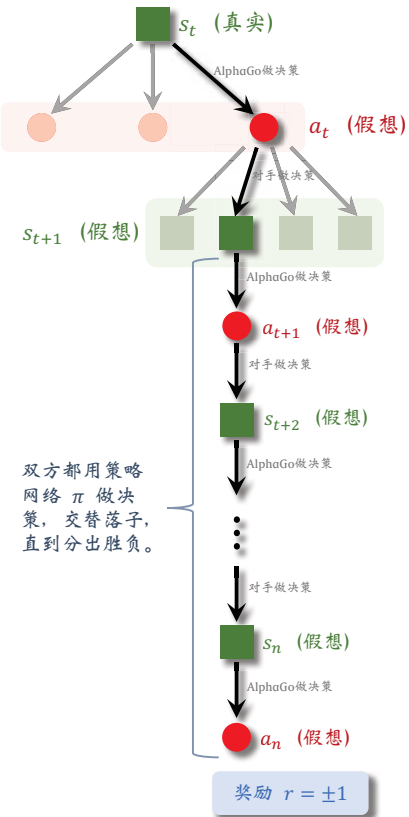 s_t (真实)
AlphaGo做决策
a_t (假想)
对手做决策
s_{t+1} (假想)
AlphaGo做决策
a_{t+1} (假想)
对手做决策
s_{t+2} (假想)
AlphaGo做决策
双方都用策略
网络 π 做决
策，交替落子，
直到分出胜负。
对手做决策
s_n (假想)
AlphaGo做决策
a_n (假想)
奖励 r = ±1